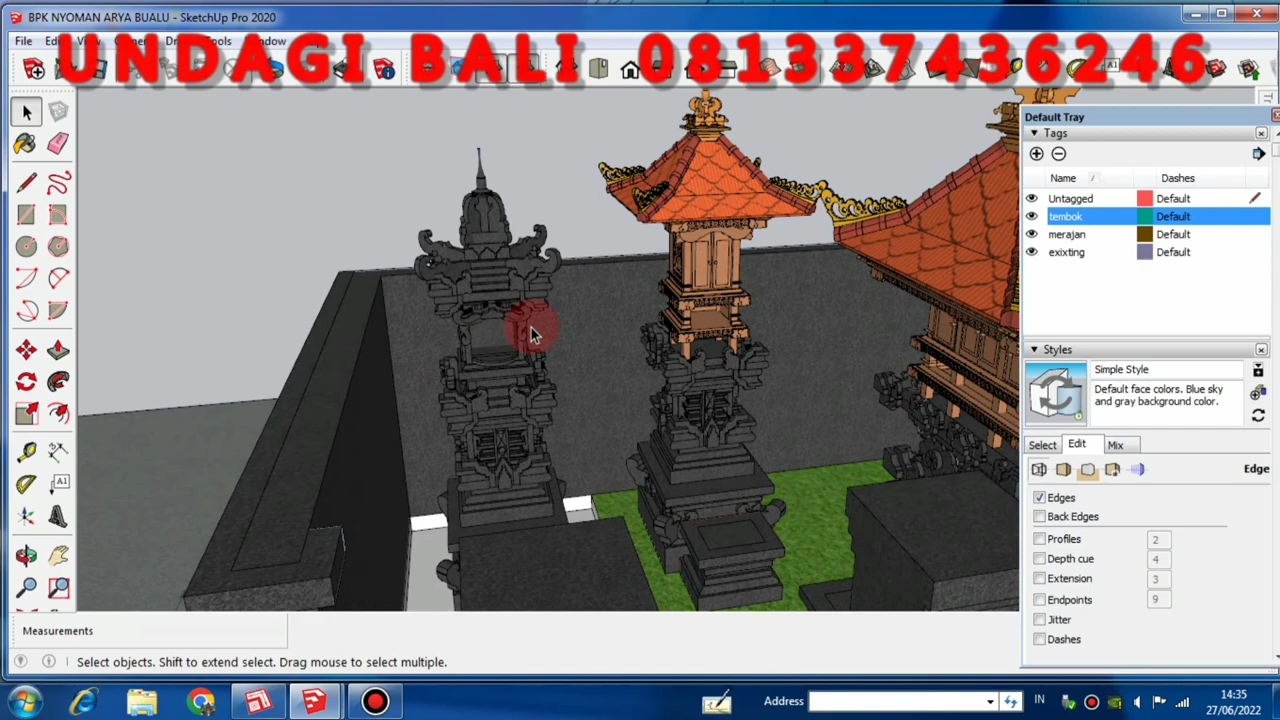 BPK NYOMAN ARYA BUALU - SketchUp Pro 2020
File
Tools
UNDAGI BALI 081337436246
Default Tray
Tags
Name
Dashes
Untagged
Default
tembok
Default
merajan
Default
exixting
Default
Styles
Simple Style
Default face colors. Blue sky
and gray background color.
Select
Edit
Mix
Edge
Edges
Back Edges
Profiles
2
Depth cue
4
Extension
3
Endpoints
9
Jitter
Dashes
A1
Measurements
Select objects. Shift to extend select. Drag mouse to select multiple.
Address
IN
14:35
27/06/2022